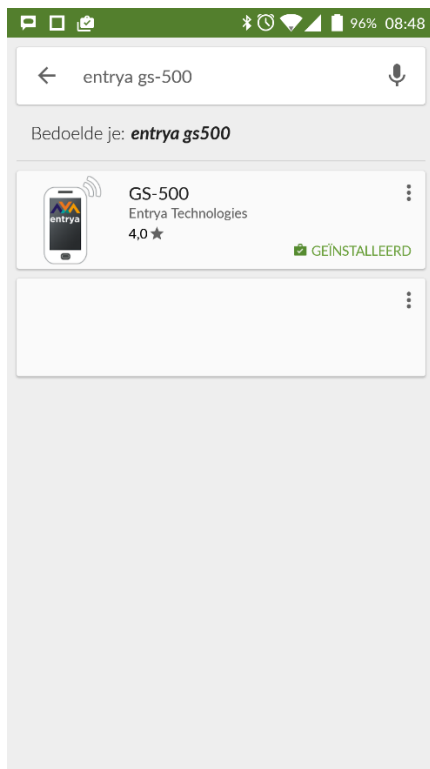 96% 08:48
entrya gs-500
Bedoelde je: entrya gs500
entrya
GS-500
Entrya Technologies
4,0
GEÏNSTALLEERD